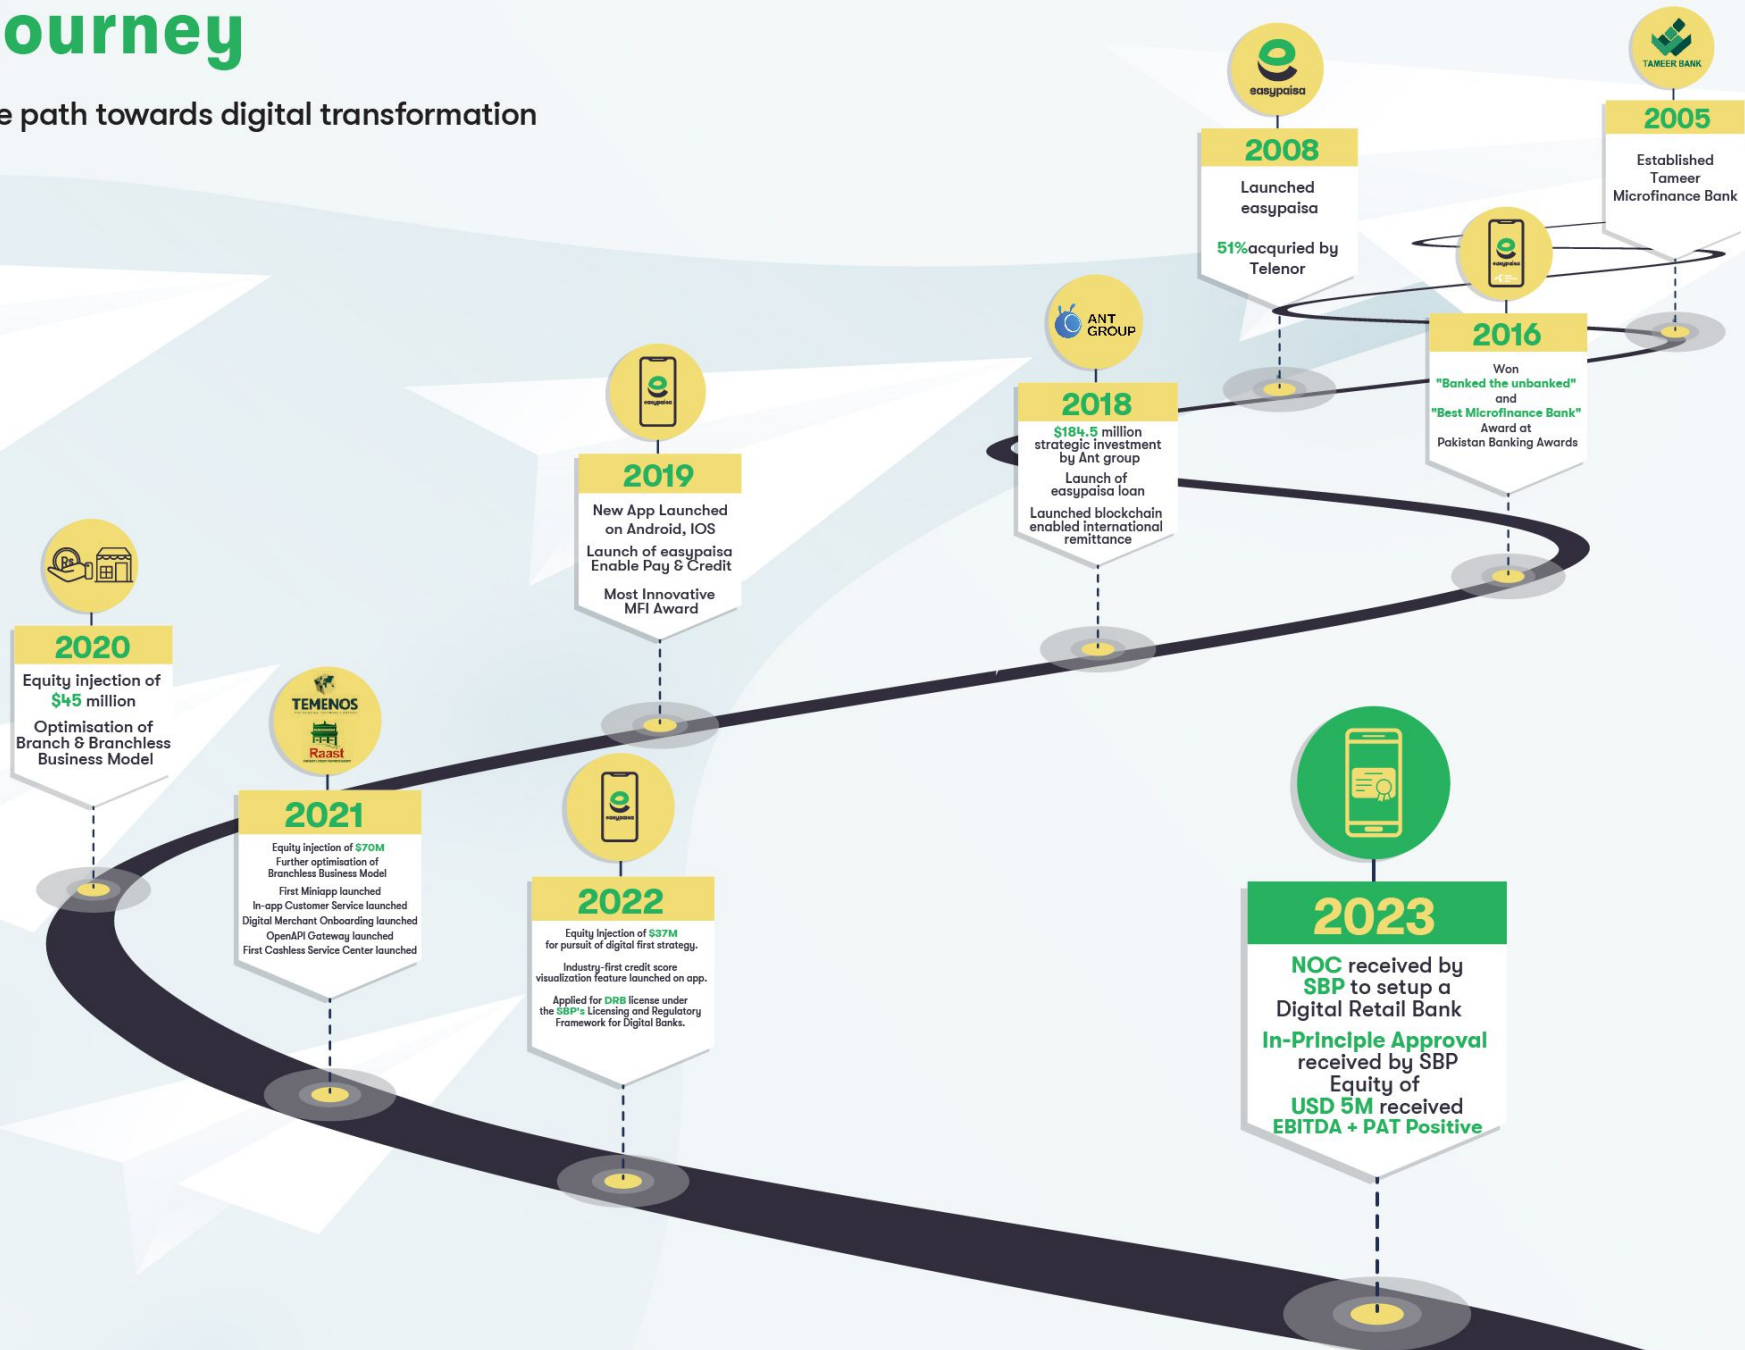 ourney
e path towards digital transformation
TAMEER BANK
2005
Established
Tameer
Microfinance Bank
easypaisa
2008
Launched
easypaisa
51%acquried by
Telenor
easypaisa
2016
Won
"Banked the unbanked"
and
"Best Microfinance Bank"
Award at
Pakistan Banking Awards
ANT
GROUP
2018
$184.5 million
strategic investment
by Ant group
Launch of
easypaisa loan
Launched blockchain
enabled international
remittance
easypaisa
2019
New App Launched
on Android, IOS
Launch of easypaisa
Enable Pay & Credit
Most Innovative
MFI Award
Rs
2020
Equity injection of
$45 million
Optimisation of
Branch & Branchless
Business Model
TEMENOS
Raast
2021
Equity injection of $70M
Further optimisation of
Branchless Business Model
First Miniapp launched
In-app Customer Service launched
Digital Merchant Onboarding launched
OpenAPI Gateway launched
First Cashless Service Center launched
easypaisa
2022
Equity Injection of $37M
for pursuit of digital first strategy.
Industry-first credit score
visualization feature launched on app.
Applied for DRB license under
the SBP's Licensing and Regulatory
Framework for Digital Banks.
2023
NOC received by
SBP to setup a
Digital Retail Bank
In-Principle Approval
received by SBP
Equity of
USD 5M received
EBITDA + PAT Positive